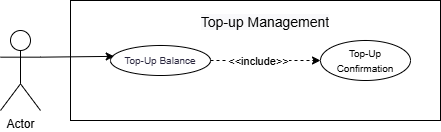 Top-up Management
Top-Up Balance
<<include>>
Top-Up
Confirmation
Actor